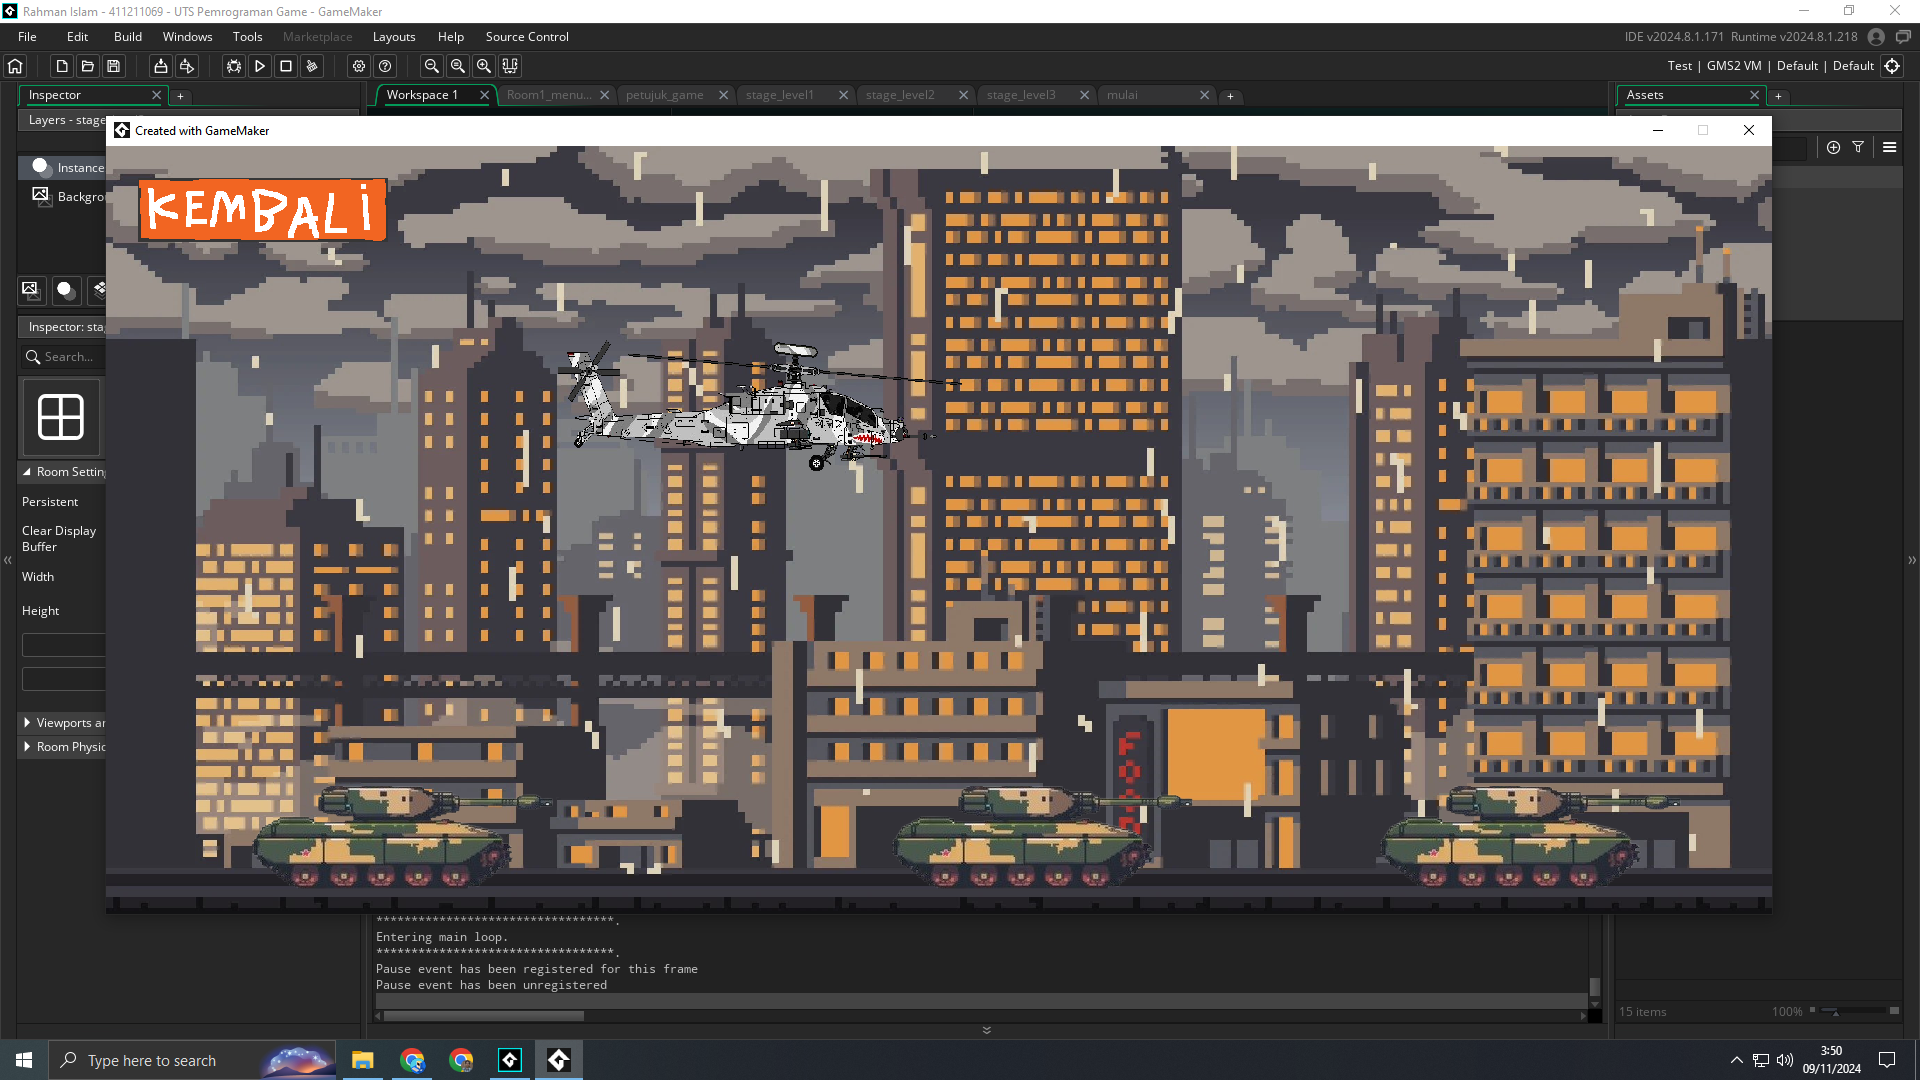 Rahman Islam - 411211069 - UTS Pemrograman Game - GameMaker
File Edit Build Windows Tools Marketplace Layouts Help Source Control
IDE v2024.8.1.171 Runtime v2024.8.1.218
Test | GMS2 VM | Default | Default
Inspector
Workspace 1 Room1_menu... petujuk_game stage_level1 stage_level2 stage_level3 mulai
Assets
Layers - stage
Created with GameMaker
Instance
Backgro
KEMBALI
Inspector: sta
Search...
Room Setting
Persistent
Clear Display
Buffer
Width
Height
Viewports an
Room Physic
FOXA
***********************************.
Entering main loop.
***********************************.
Pause event has been registered for this frame
Pause event has been unregistered
15 items 100%
Type here to search
3:50
09/11/2024